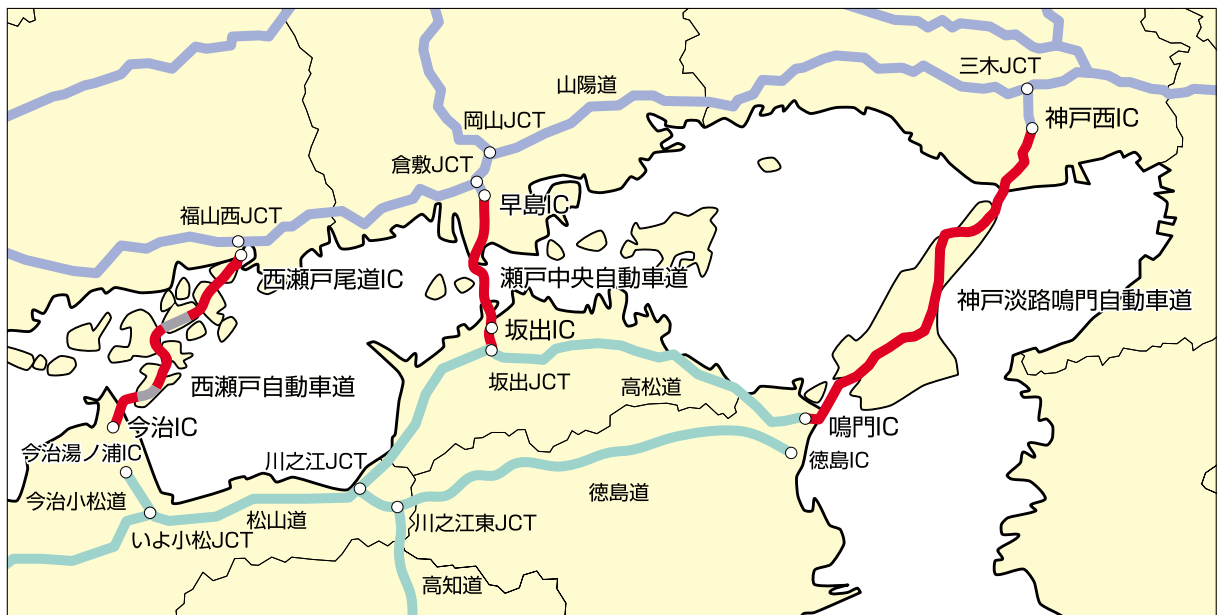 三木JCT
山陽道
神戸西IC
岡山JCT
倉敷JCT
早島IC
福山西JCT
西瀬戸尾道IC
瀬戸中央自動車道
神戸淡路鳴門自動車道
坂出IC
坂出JCT
西瀬戸自動車道
高松道
今治IC
鳴門IC
今治湯ノ浦IC
川之江JCT
徳島IC
今治小松道
徳島道
松山道
川之江東JCT
いよ小松JCT
高知道